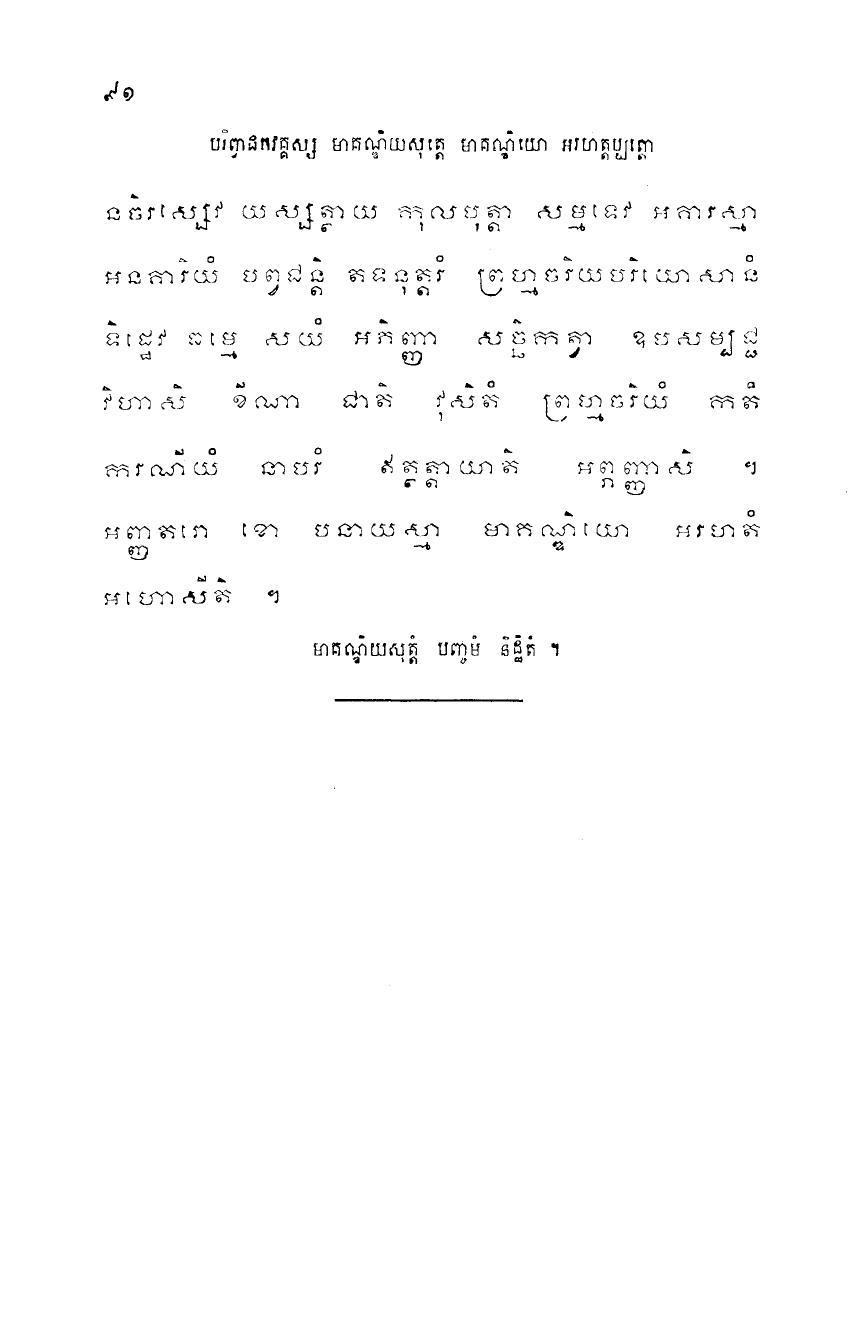 ៩១
បរិព្វាជកវគ្គស្ស មាគណ្ឌិយសុត្តេ មាគណ្ឌិយោ អរហត្តប្បត្តោ
នចិរស្សេវ យស្សត្ថាយ កុលបុត្តា សម្មទេវ អគារស្មា
អនគារិយំ បព្វជន្តិ តទនុត្តរំ ព្រហ្មចរិយបរិយោសានំ
ទិដ្ឋេវ ធម្មេ សយំ អភិញ្ញា សច្ឆិកត្វា ឧបសម្បជ្ជ
វិហាសិ ខីណា ជាតិ វុសិតំ ព្រហ្មចរិយំ កតំ
ករណីយំ នាបរំ ឥត្ថត្តាយាតិ អព្ភញ្ញាសិ ។
អញ្ញតរោ ខោ បនាយស្មា មាគណ្ឌិយោ អរហតំ
អហោសីតិ ។
មាគណ្ឌិយសុត្តំ បញ្ចមំ និដ្ឋិតំ ។